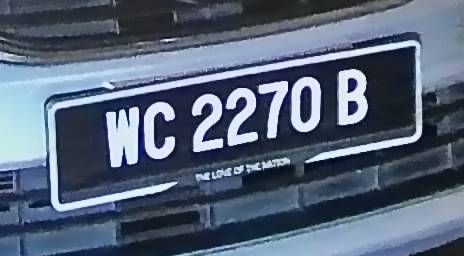 WC 2270 B
THE LOVE OF THE NATION